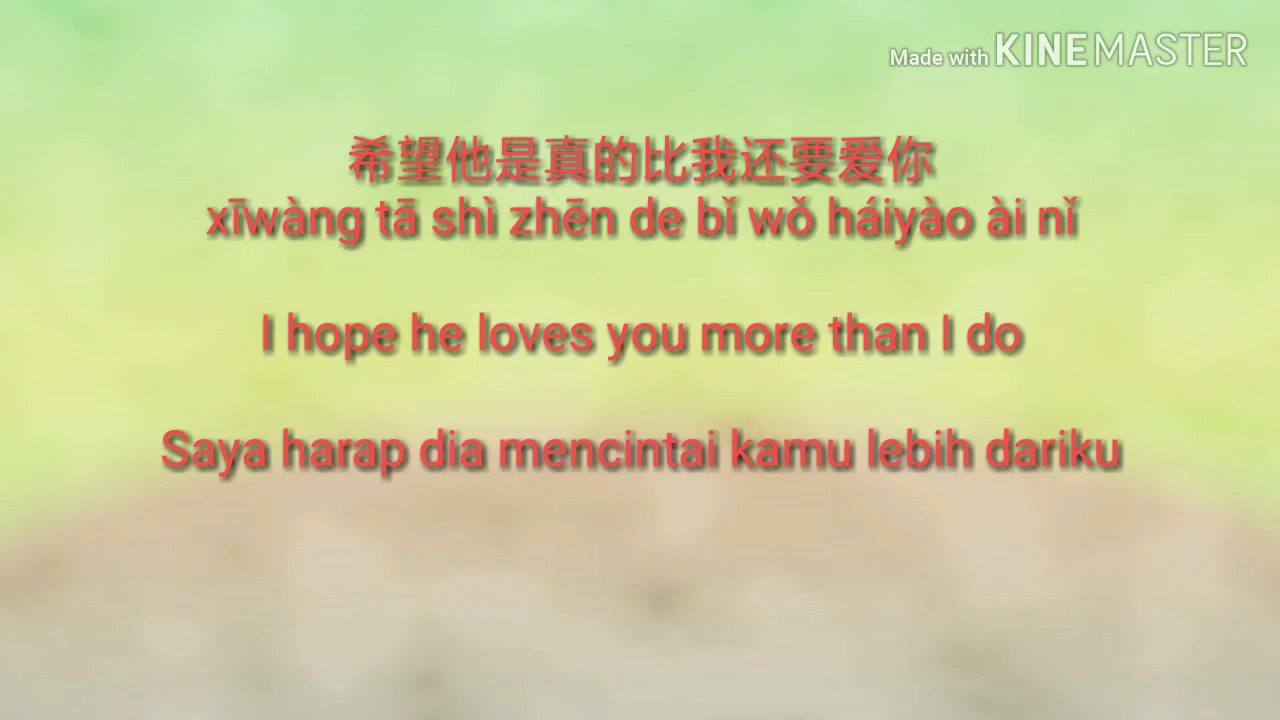 Made with KINEMASTER
希望他是真的比我还要爱你
xīwàng tā shì zhēn de bǐ wǒ háiyào ài nǐ
I hope he loves you more than I do
Saya harap dia mencintai kamu lebih dariku